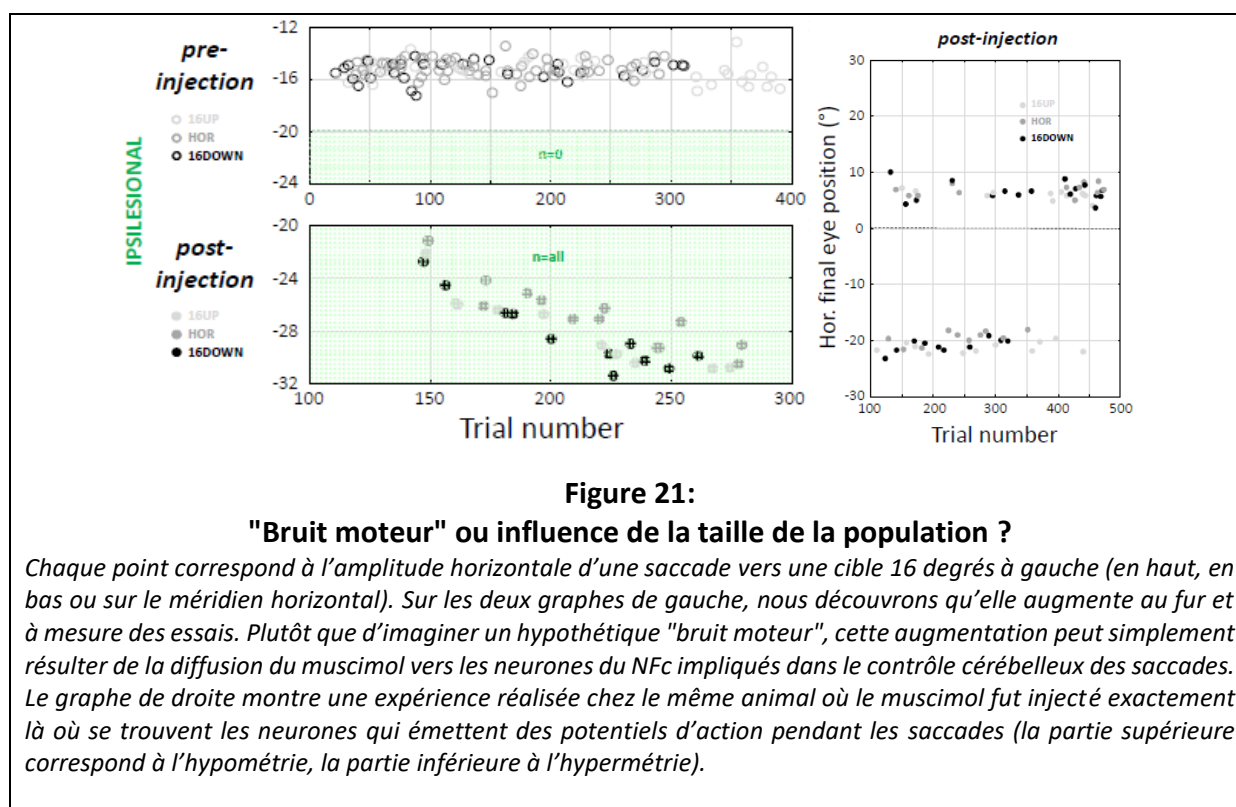 pre-
injection
16UP
HOR
16DOWN
IPSILESIONAL
-12
-16
-20
-24
n=0
0
100
200
300
400
post-
injection
16UP
HOR
16DOWN
-20
-24
-28
-32
n=all
100
150
200
250
300
Trial number
post-injection
16UP
HOR
16DOWN
Hor. final eye position (°)
30
20
10
0
-10
-20
-30
100
200
300
400
500
Trial number
Figure 21:
"Bruit moteur" ou influence de la taille de la population ?
Chaque point correspond à l'amplitude horizontale d'une saccade vers une cible 16 degrés à gauche (en haut, en
bas ou sur le méridien horizontal). Sur les deux graphes de gauche, nous découvrons qu'elle augmente au fur et
à mesure des essais. Plutôt que d'imaginer un hypothétique "bruit moteur", cette augmentation peut simplement
résulter de la diffusion du muscimol vers les neurones du NFc impliqués dans le contrôle cérébelleux des saccades.
Le graphe de droite montre une expérience réalisée chez le même animal où le muscimol fut injecté exactement
là où se trouvent les neurones qui émettent des potentiels d'action pendant les saccades (la partie supérieure
correspond à l'hypométrie, la partie inférieure à l'hypermétrie).